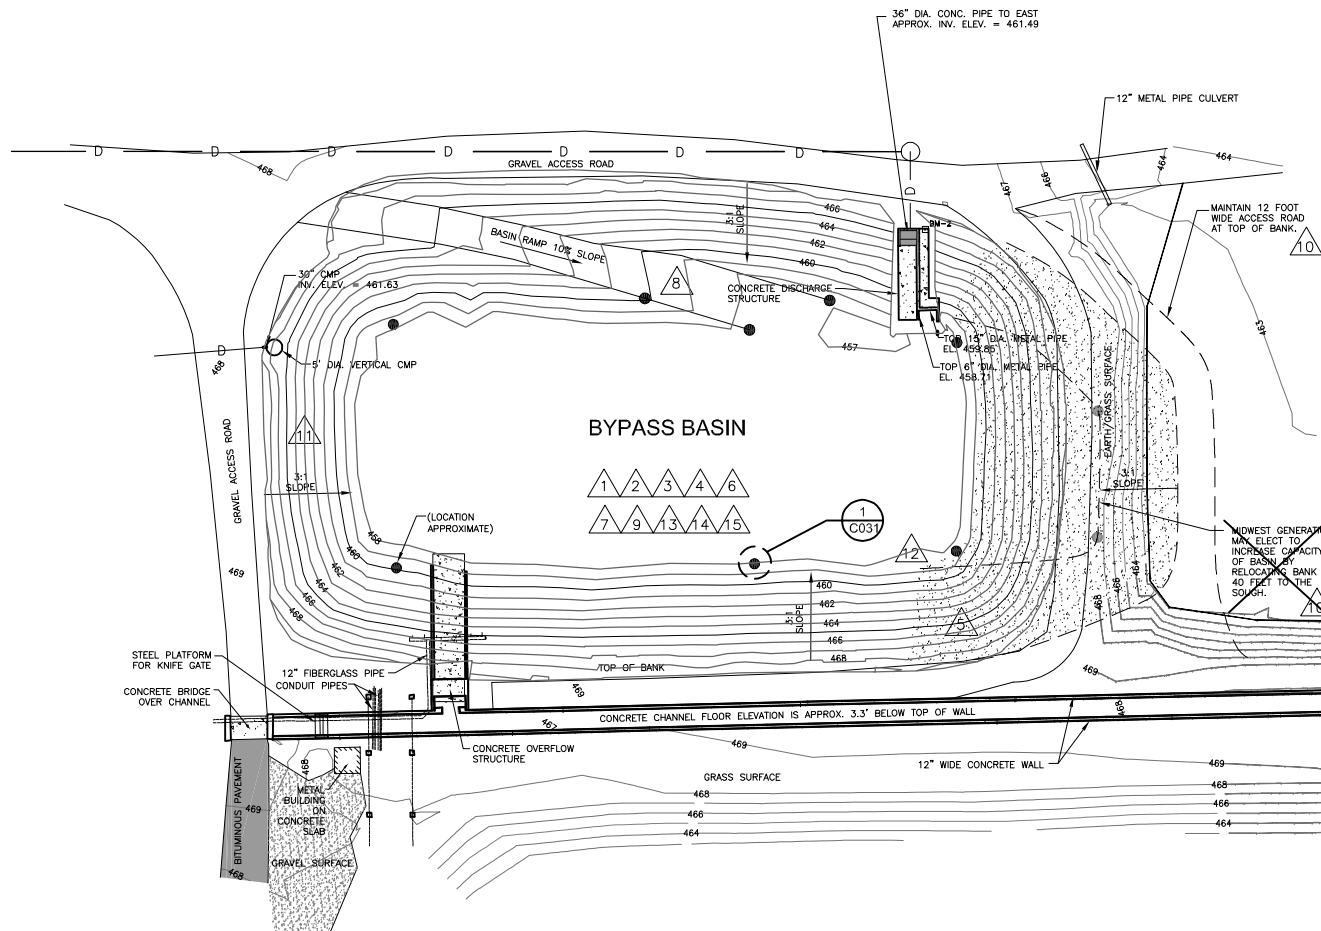 36" DIA. CONC. PIPE TO EAST
APPROX. INV. ELEV. = 461.49
12" METAL PIPE CULVERT
D D D D D D D
GRAVEL ACCESS ROAD
468
464
464
466
467
D
MAINTAIN 12 FOOT
WIDE ACCESS ROAD
AT TOP OF BANK.
10
3:1
SLOPE
466
464
462
460
BASIN RAMP 10% SLOPE
8
30" CMP
INV. ELEV. = 461.63
CONCRETE DISCHARGE
STRUCTURE
463
457
TOP 15" DIA. METAL PIPE
EL. 459.85
TOP 6" DIA. METAL PIPE
EL. 458.71
EARTH/GRASS SURFACE
D
468
5' DIA. VERTICAL CMP
BYPASS BASIN
11
GRAVEL ACCESS ROAD
3:1
SLOPE
3:1
SLOPE
1 2 3 4 6
7 9 13 14 15
1
C031
(LOCATION
APPROXIMATE)
12
MIDWEST GENERATI
MAY ELECT TO
INCREASE CAPACITY
OF BASIN BY
RELOCATING BANK
40 FEET TO THE
SOUGH.
458
460
462
464
466
468
469
460
462
464
466
468
3:1
SLOPE
5
464
466
468
STEEL PLATFORM
FOR KNIFE GATE
12" FIBERGLASS PIPE
CONDUIT PIPES
TOP OF BANK
469
469
CONCRETE BRIDGE
OVER CHANNEL
467
CONCRETE CHANNEL FLOOR ELEVATION IS APPROX. 3.3' BELOW TOP OF WALL
468
CONCRETE OVERFLOW
STRUCTURE
469
12" WIDE CONCRETE WALL
469
GRASS SURFACE
468
METAL
BUILDING
ON
CONCRETE
SLAB
BITUMINOUS PAVEMENT
469
468
GRAVEL SURFACE
468
466
464
468
466
464